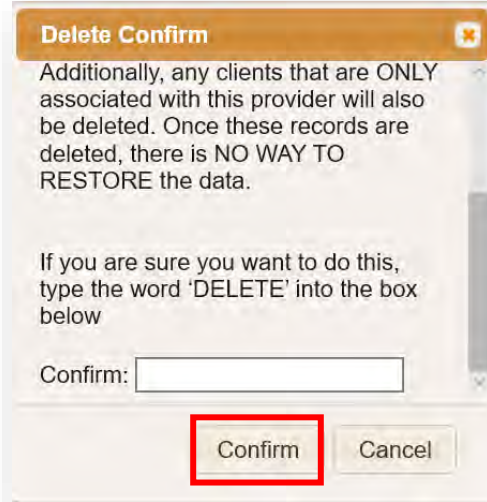 Delete Confirm
Additionally, any clients that are ONLY
associated with this provider will also
be deleted. Once these records are
deleted, there is NO WAY TO
RESTORE the data.
If you are sure you want to do this,
type the word ‘DELETE’ into the box
below
Confirm:
Confirm Cancel